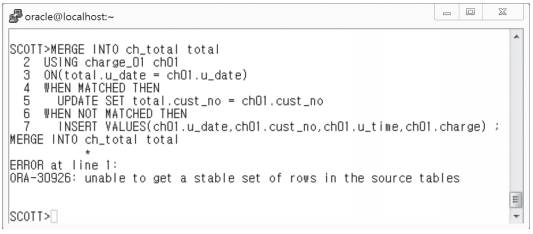 oracle@localhost:~
SCOTT>MERGE INTO ch_total total
2 USING charge_01 ch01
3 ON(total.u_date = ch01.u_date)
4 WHEN MATCHED THEN
5 UPDATE SET total.cust_no = ch01.cust_no
6 WHEN NOT MATCHED THEN
7 INSERT VALUES(ch01.u_date,ch01.cust_no,ch01.u_time,ch01.charge) ;
MERGE INTO ch_total total
*
ERROR at line 1:
ORA-30926: unable to get a stable set of rows in the source tables
SCOTT>